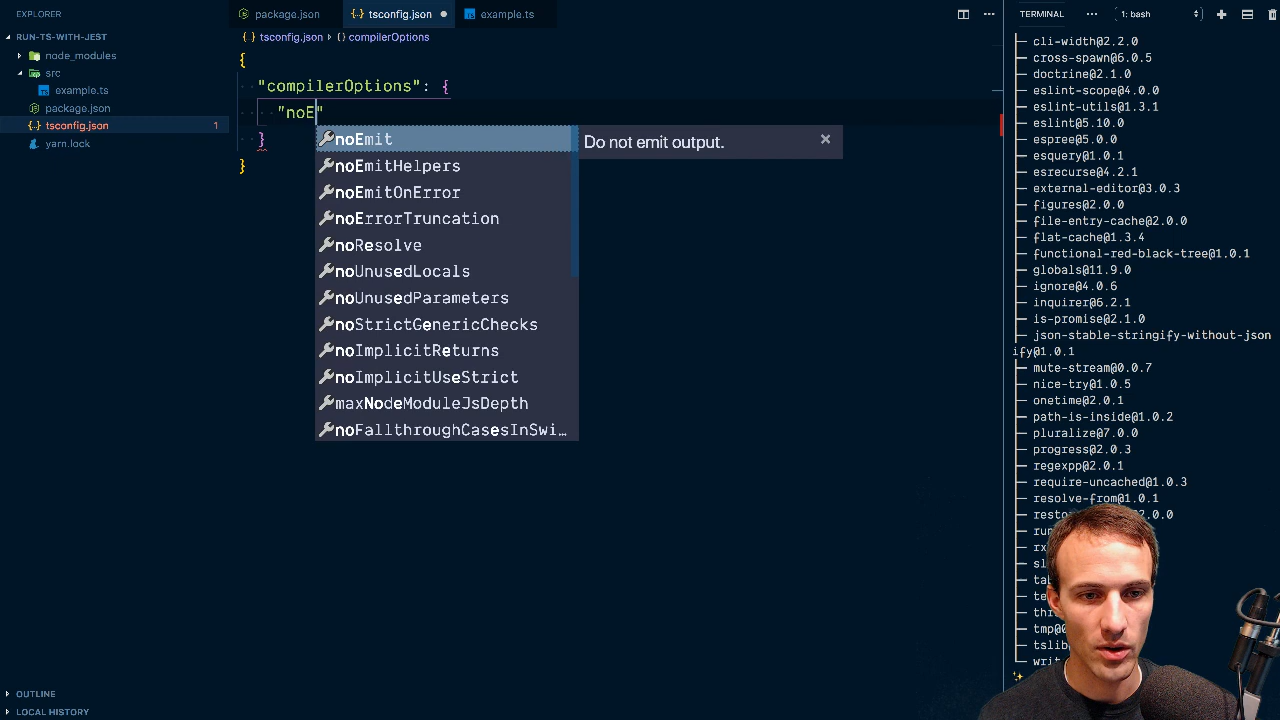 EXPLORER
RUN-TS-WITH-JEST
node_modules
src
example.ts
package.json
tsconfig.json 1
yarn.lock
OUTLINE
LOCAL HISTORY
package.json
tsconfig.json
example.ts
tsconfig.json
compilerOptions
{
"compilerOptions": {
"noE"
}
}
noEmit
noEmitHelpers
noEmitOnError
noErrorTruncation
noResolve
noUnusedLocals
noUnusedParameters
noStrictGenericChecks
noImplicitReturns
noImplicitUseStrict
maxNodeModuleJsDepth
noFallthroughCasesInSwi…
Do not emit output.
TERMINAL
1: bash
cli-width@2.2.0
cross-spawn@6.0.5
doctrine@2.1.0
eslint-scope@4.0.0
eslint-utils@1.3.1
eslint@5.10.0
espree@5.0.0
esquery@1.0.1
esrecurse@4.2.1
external-editor@3.0.3
figures@2.0.0
file-entry-cache@2.0.0
flat-cache@1.3.4
functional-red-black-tree@1.0.1
globals@11.9.0
ignore@4.0.6
inquirer@6.2.1
is-promise@2.1.0
json-stable-stringify-without-json
ify@1.0.1
mute-stream@0.0.7
nice-try@1.0.5
onetime@2.0.1
path-is-inside@1.0.2
pluralize@7.0.0
progress@2.0.3
regexpp@2.0.1
require-uncached@1.0.3
resolve-from@1.0.1